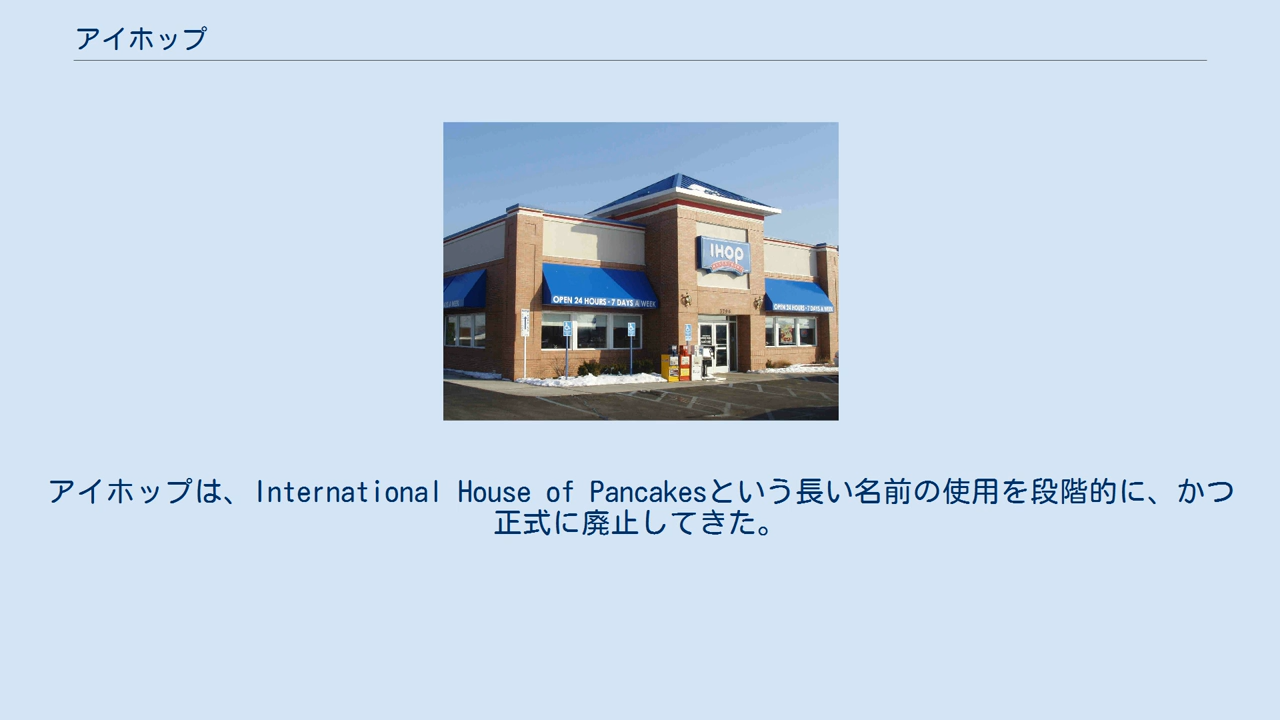 アイホップ
IHOP
OPEN 24 HOURS - 7 DAYS A WEEK
OPEN 24 HOURS - 7 DAYS A WEEK
アイホップは、International House of Pancakesという長い名前の使用を段階的に、かつ
正式に廃止してきた。